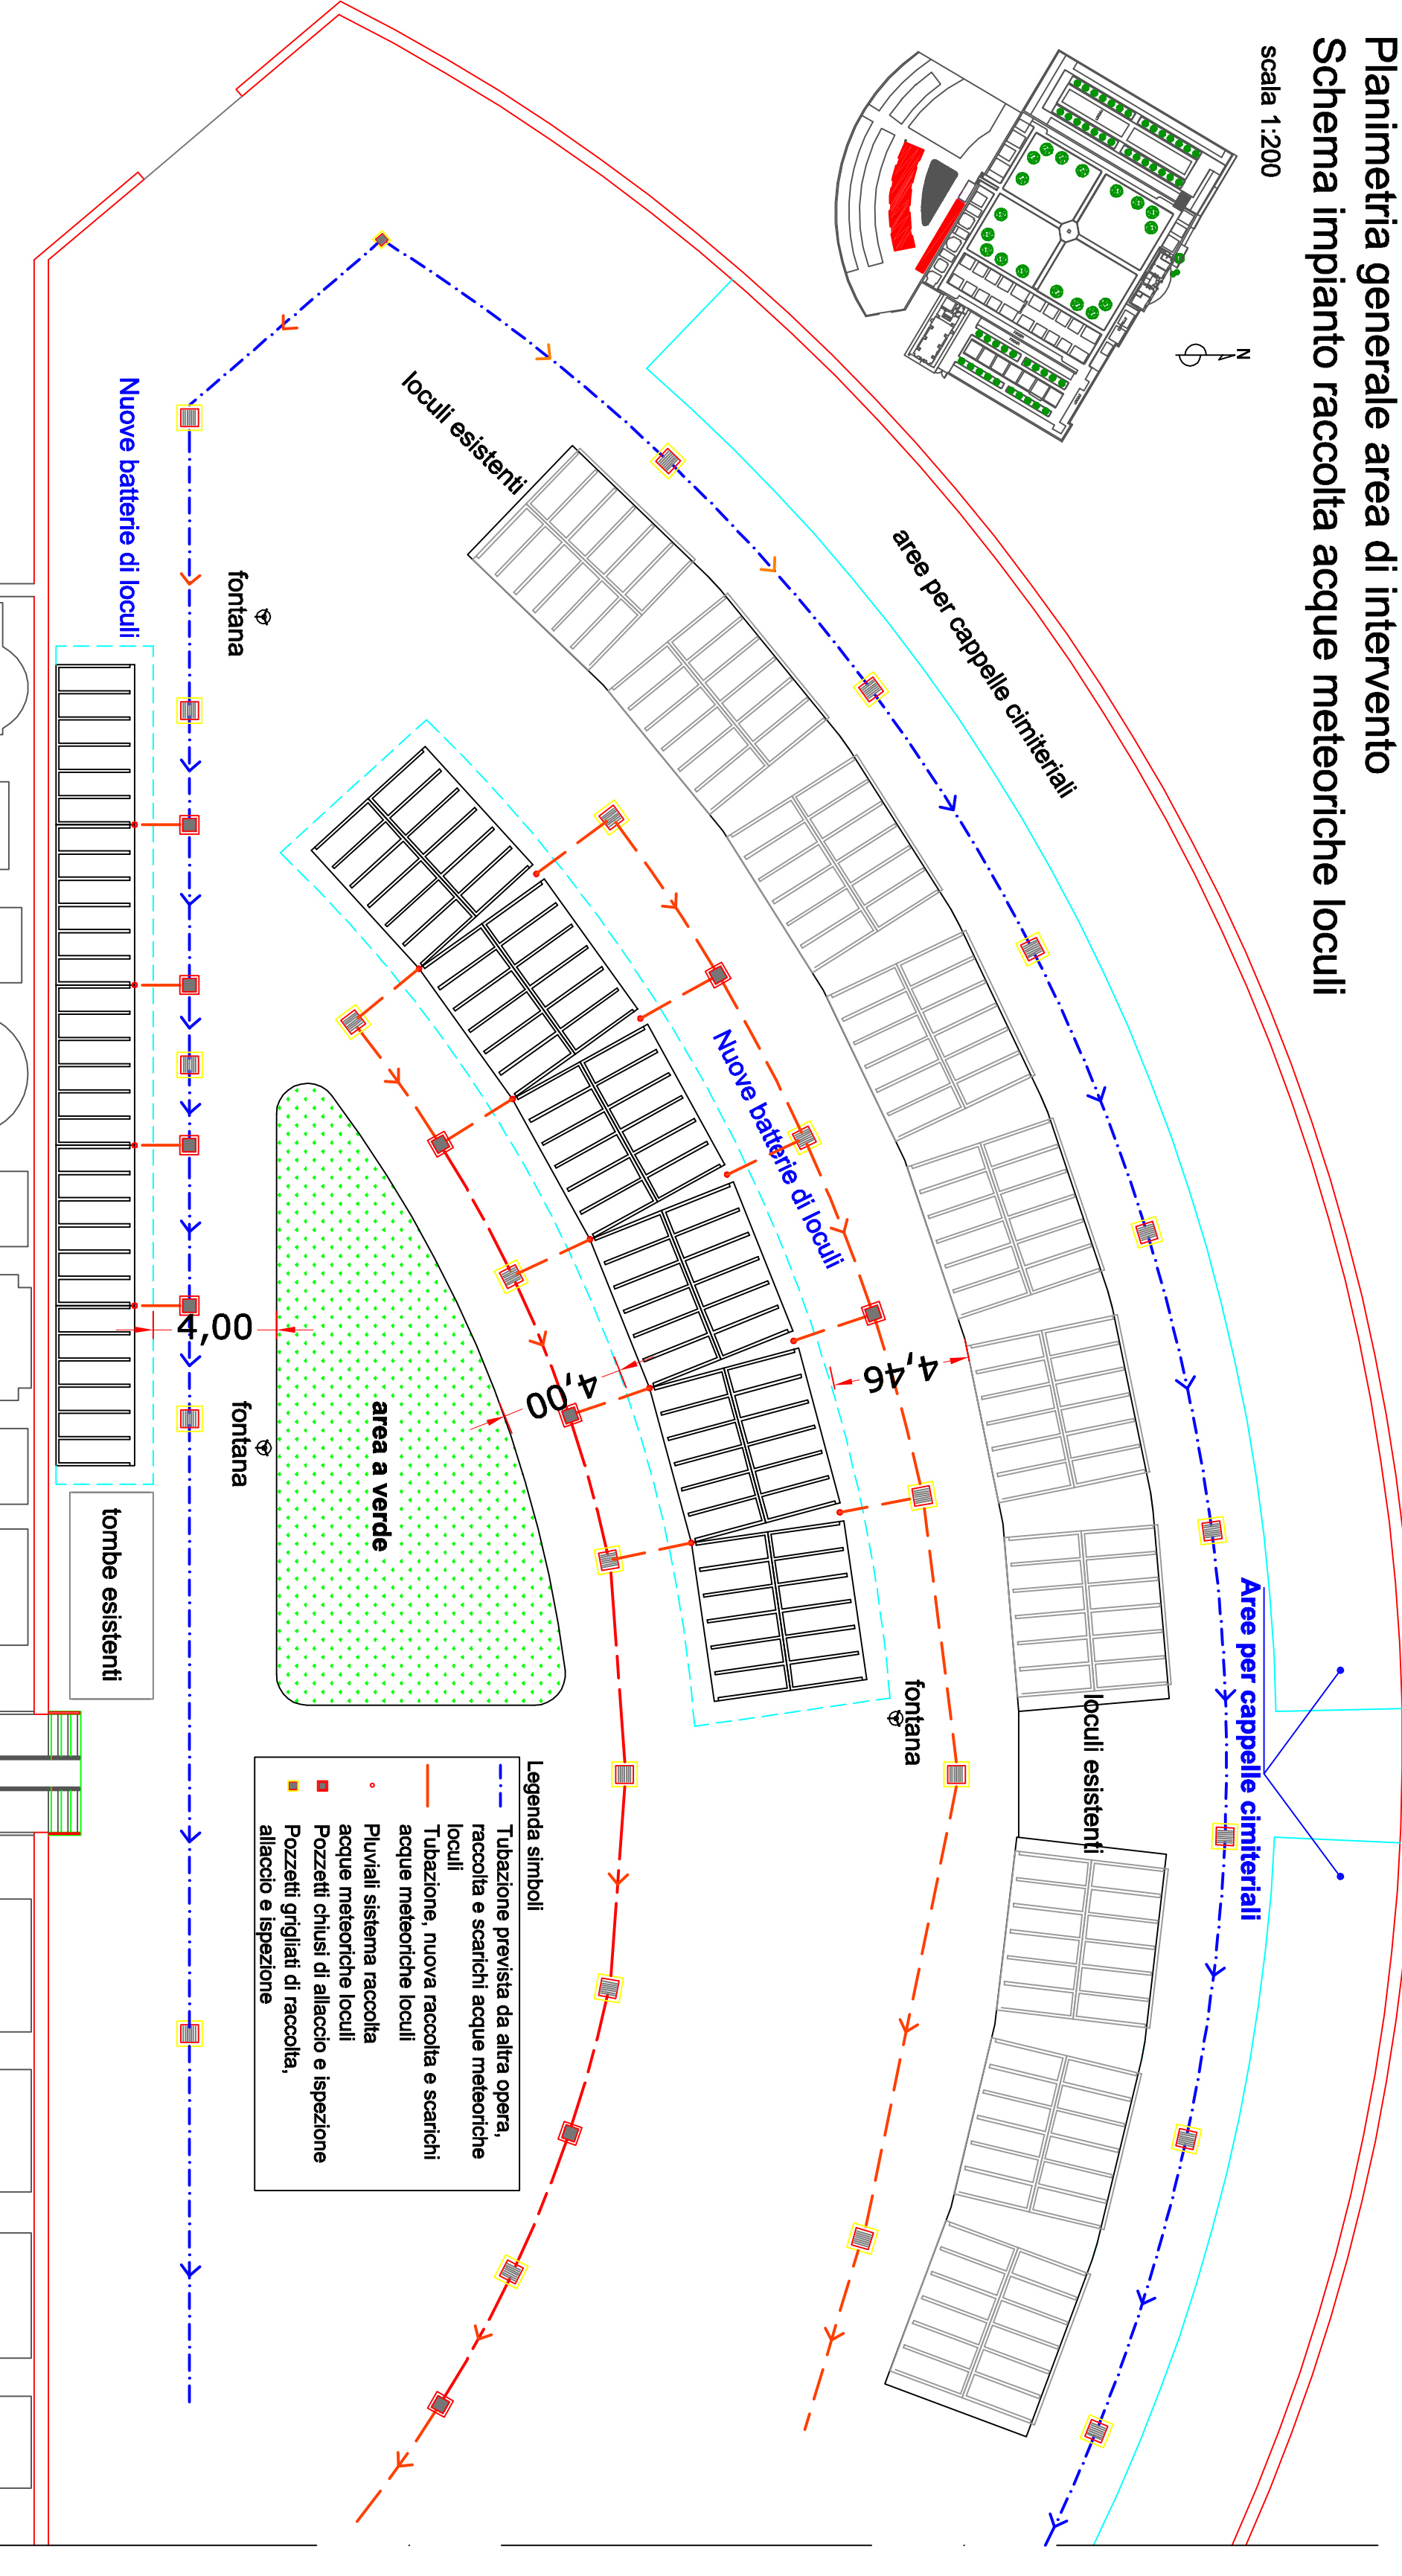 Planimetria generale area di intervento
Schema impianto raccolta acque meteoriche loculi
scala 1:200
N
loculi esistenti
aree per cappelle cimiteriali
Nuove batterie di loculi
fontana
Nuove batterie di loculi
4,00
4,00
4,46
fontana
area a verde
tombe esistenti
fontana
loculi esistenti
Aree per cappelle cimiteriali
Legenda simboli
Tubazione prevista da altra opera,
raccolta e scarichi acque meteoriche
loculi
Tubazione, nuova raccolta e scarichi
acque meteoriche loculi
Pluviali sistema raccolta
acque meteoriche loculi
Pozzetti chiusi di allaccio e ispezione
Pozzetti grigliati di raccolta,
allaccio e ispezione